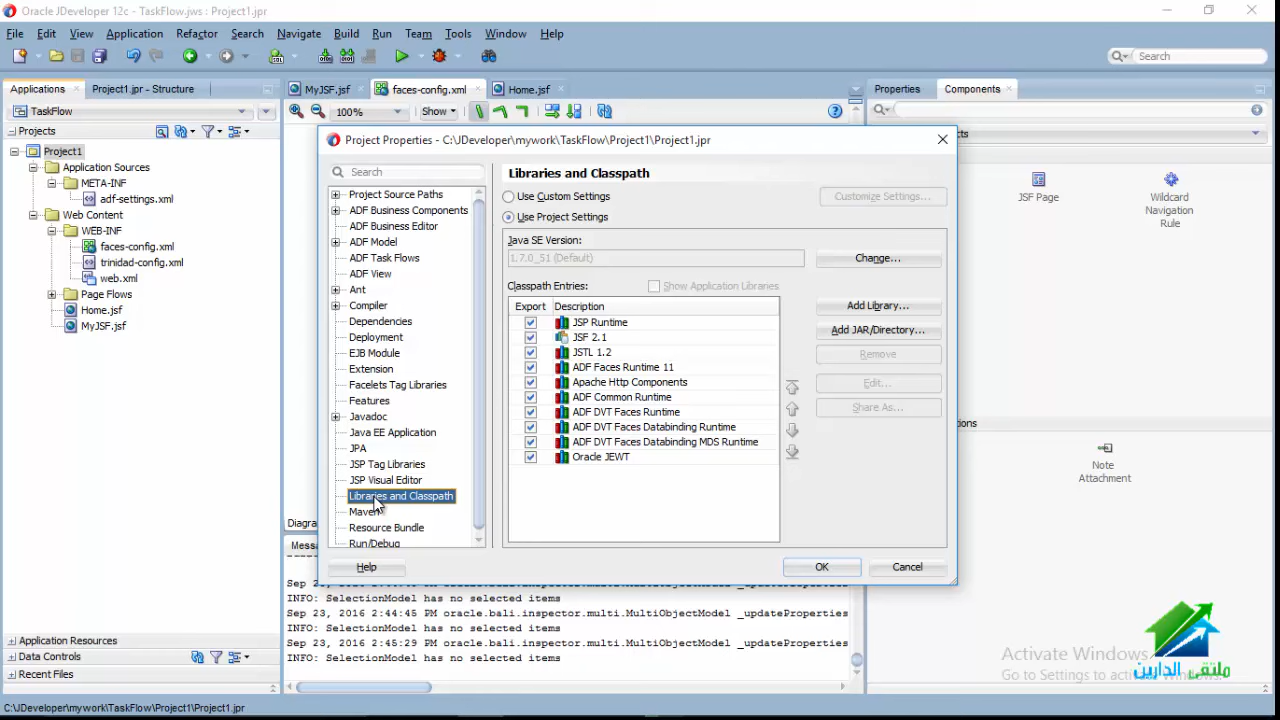 Oracle JDeveloper 12c - TaskFlow.jws : Project1.jpr
File Edit View Application Refactor Search Navigate Build Run Team Tools Window Help
Search
Applications Project1.jpr - Structure MyJSF.jsf faces-config.xml Home.jsf Properties Components
TaskFlow 100% Show
Projects
Project Properties - C:\JDeveloper\mywork\TaskFlow\Project1\Project1.jpr
Project1
Application Sources
META-INF
adf-settings.xml
Web Content
WEB-INF
faces-config.xml
trinidad-config.xml
web.xml
Page Flows
Home.jsf
MyJSF.jsf
Search
Project Source Paths
ADF Business Components
ADF Business Editor
ADF Model
ADF Task Flows
ADF View
Ant
Compiler
Dependencies
Deployment
EJB Module
Extension
Facelets Tag Libraries
Features
Javadoc
Java EE Application
JPA
JSP Tag Libraries
JSP Visual Editor
Libraries and Classpath
Maven
Resource Bundle
Run/Debug
Libraries and Classpath
Use Custom Settings
Customize Settings...
Use Project Settings
Java SE Version:
1.7.0_51 (Default)
Change...
Classpath Entries:
Show Application Libraries
Export Description
JSP Runtime
JSF 2.1
JSTL 1.2
ADF Faces Runtime 11
Apache Http Components
ADF Common Runtime
ADF DVT Faces Runtime
ADF DVT Faces Databinding Runtime
ADF DVT Faces Databinding MDS Runtime
Oracle JEWT
Add Library...
Add JAR/Directory...
Remove
Edit...
Share As...
Help
OK
Cancel
JSF Page
Wildcard
Navigation
Rule
Note
Attachment
Sep 23, 2016 2:44:45 PM oracle.bali.inspector.multi.MultiObjectModel _updateProperties
INFO: SelectionModel has no selected items
INFO: SelectionModel has no selected items
Sep 23, 2016 2:45:29 PM oracle.bali.inspector.multi.MultiObjectModel _updateProperties
INFO: SelectionModel has no selected items
Application Resources
Data Controls
Recent Files
Activate Windows
Go to Settings to
ملتقى الدارين
C:\JDeveloper\mywork\TaskFlow\Project1\Project1.jpr